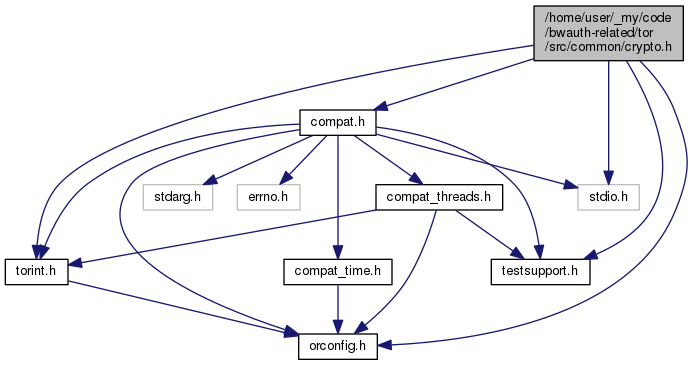 /home/user/_my/code
/bwauth-related/tor
/src/common/crypto.h
compat.h
stdarg.h
errno.h
compat_threads.h
stdio.h
torint.h
compat_time.h
testsupport.h
orconfig.h